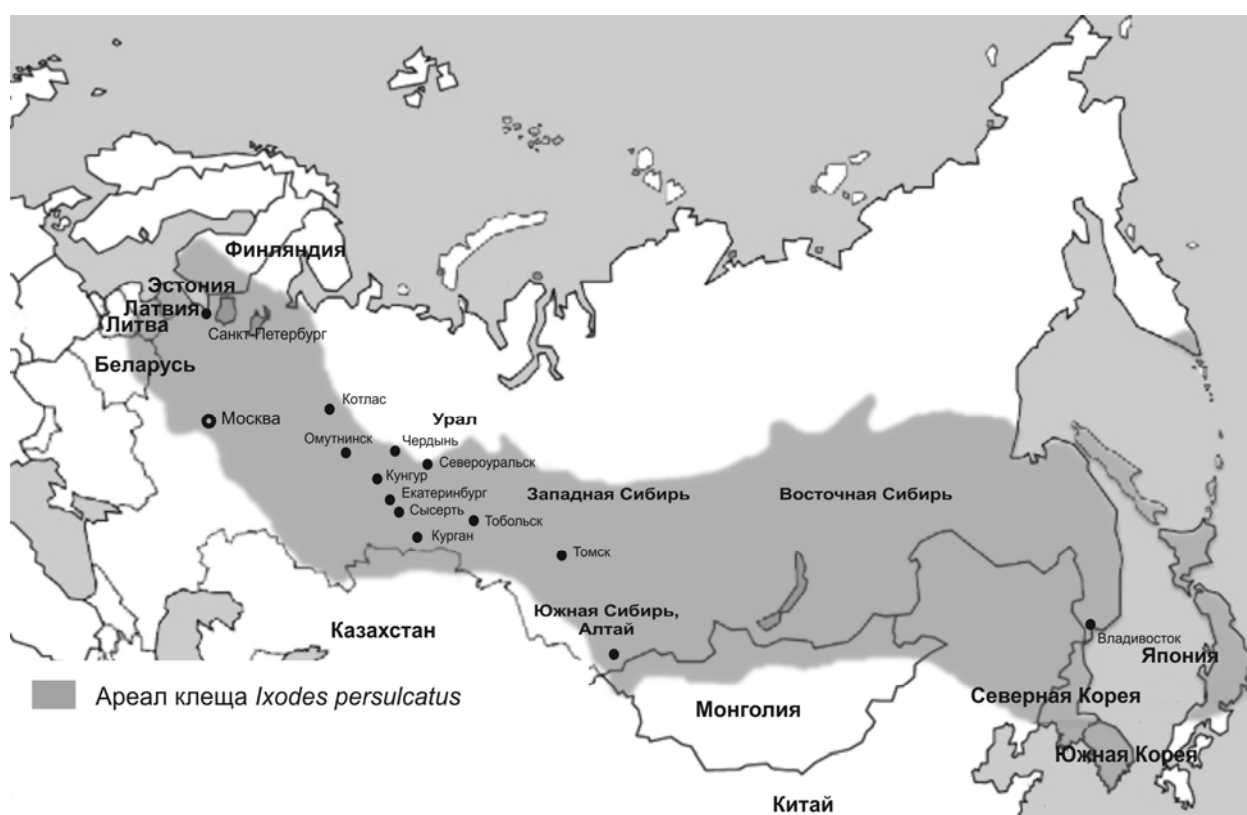 Финляндия
Эстония
Латвия
Литва
Санкт-Петербург
Беларусь
Москва
Котлас
Урал
Омутнинск
Чердынь
Североуральск
Кунгур
Екатеринбург
Сысерть
Западная Сибирь
Восточная Сибирь
Тобольск
Курган
Томск
Южная Сибирь,
Алтай
Казахстан
Владивосток
Япония
Ареал клеща Ixodes persulcatus
Монголия
Северная Корея
Южная Корея
Китай